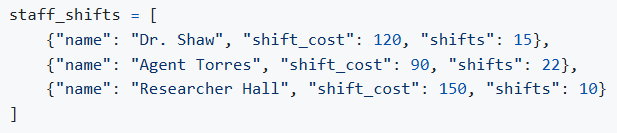 staff_shifts = [
    {"name": "Dr. Shaw", "shift_cost": 120, "shifts": 15},
    {"name": "Agent Torres", "shift_cost": 90, "shifts": 22},
    {"name": "Researcher Hall", "shift_cost": 150, "shifts": 10}
]